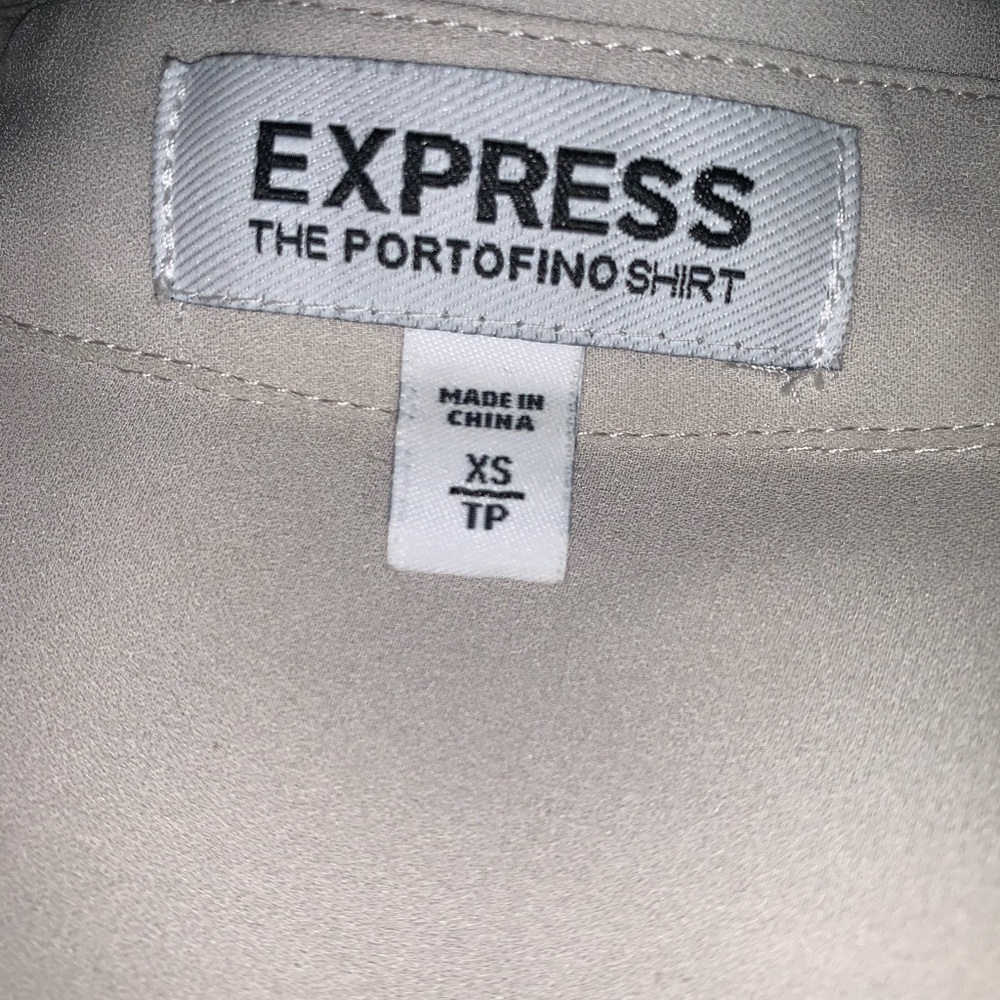 EXPRESS
THE PORTOFINO SHIRT
MADE IN
CHINA
XS
TP